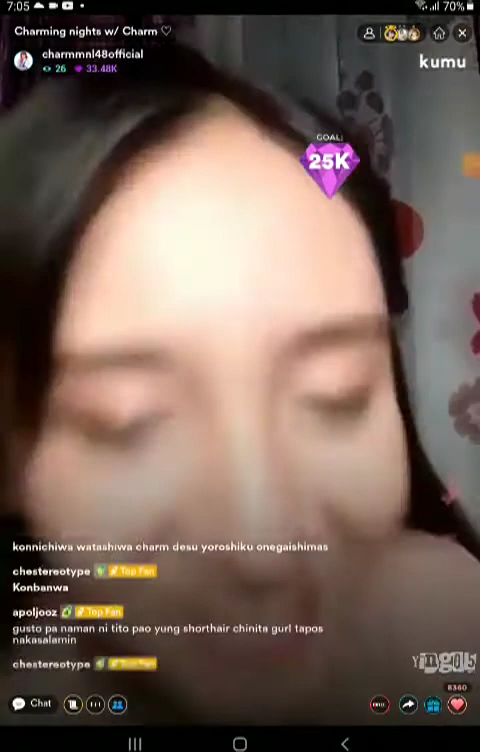 7:05
70%
Charming nights w/ Charm ♡
charmmnl48official
26 33.48K
kumu
GOAL:
25K
konnichiwa watashiwa charm desu yoroshiku onegaishimas
chestereotype Top Fan
Konbanwa
apoljooz Top Fan
gusto pa naman ni tito pao yung shorthair chinita gurl tapos
nakasalamin
chestereotype Top Fan
8360
Chat